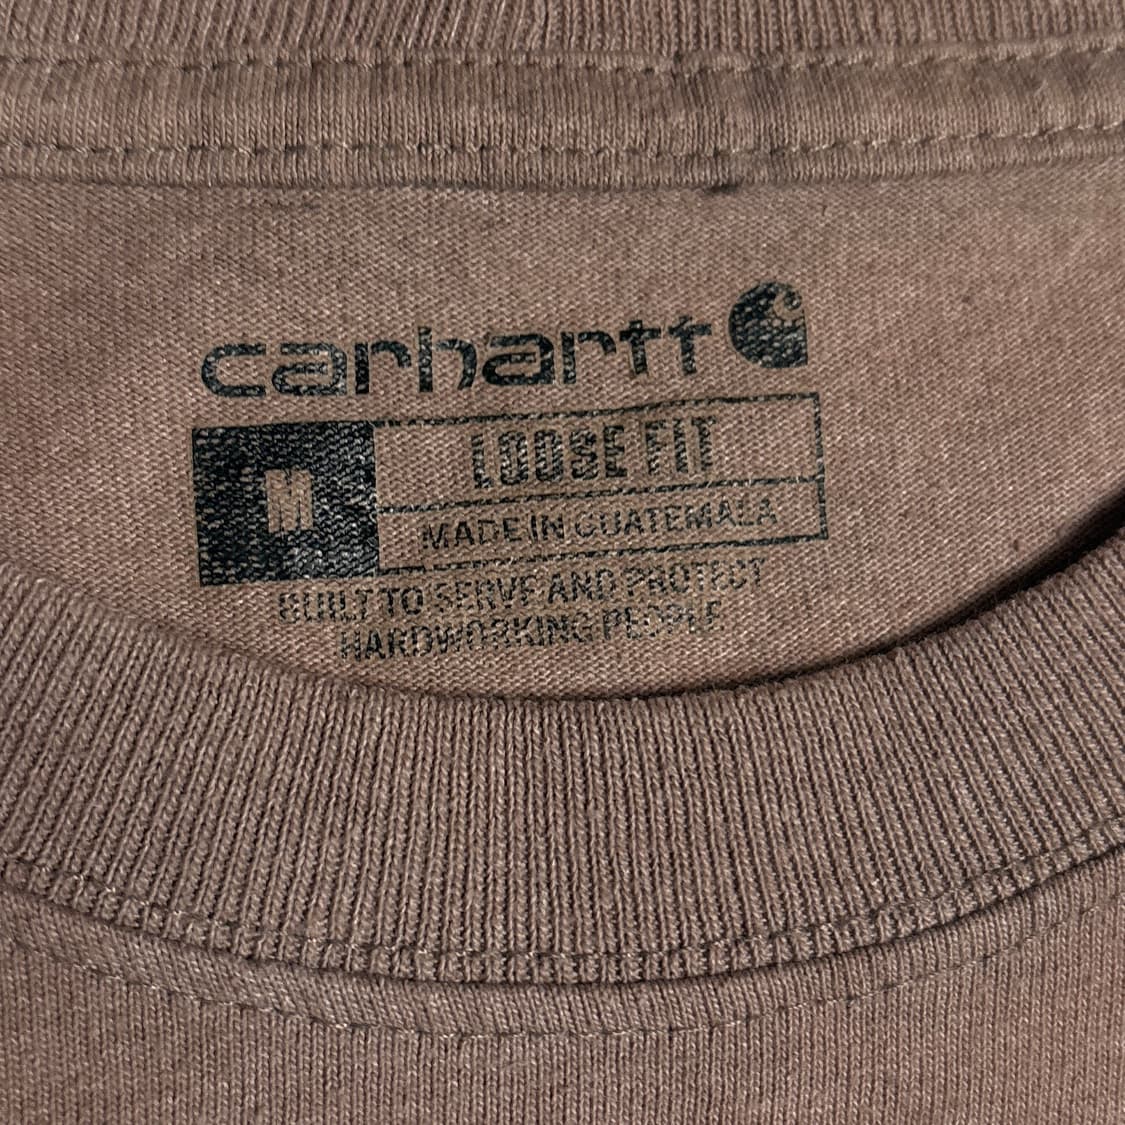 carhartt
M
LOOSE FIT
MADE IN GUATEMALA
BUILT TO SERVE AND PROTECT
HARDWORKING PEOPLE